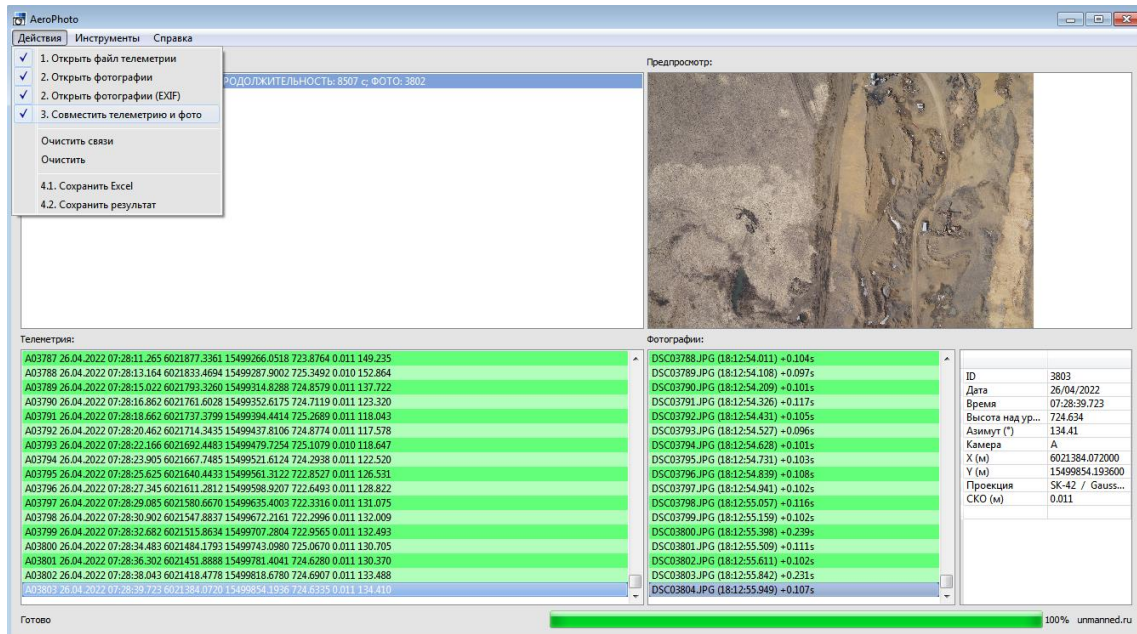 AeroPhoto
Действия Инструменты Справка
1. Открыть файл телеметрии
2. Открыть фотографии
2. Открыть фотографии (EXIF)
3. Совместить телеметрию и фото
Очистить связи
Очистить
4.1. Сохранить Excel
4.2. Сохранить результат
РОДОЛЖИТЕЛЬНОСТЬ: 8507 с; ФОТО: 3802
Предпросмотр:
Телеметрия:
A03787 26.04.2022 07:28:11.265 6021877.3361 15499266.0518 723.8764 0.011 149.235
A03788 26.04.2022 07:28:13.164 6021833.4694 15499287.9002 725.3492 0.010 152.864
A03789 26.04.2022 07:28:15.022 6021793.3260 15499314.8288 724.8579 0.011 137.722
A03790 26.04.2022 07:28:16.862 6021761.6028 15499352.6175 724.7119 0.011 123.320
A03791 26.04.2022 07:28:18.662 6021737.3799 15499394.4414 725.2689 0.011 118.043
A03792 26.04.2022 07:28:20.462 6021714.3435 15499437.8106 724.8774 0.011 117.578
A03793 26.04.2022 07:28:22.166 6021692.4483 15499479.7254 725.1079 0.010 118.647
A03794 26.04.2022 07:28:23.905 6021667.7485 15499521.6124 724.2938 0.011 122.520
A03795 26.04.2022 07:28:25.625 6021640.4433 15499561.3122 722.8527 0.011 126.531
A03796 26.04.2022 07:28:27.345 6021611.2812 15499598.9207 722.6493 0.011 128.822
A03797 26.04.2022 07:28:29.085 6021580.6670 15499635.4003 722.3316 0.011 131.075
A03798 26.04.2022 07:28:30.902 6021547.8837 15499672.2161 722.2996 0.011 132.009
A03799 26.04.2022 07:28:32.682 6021515.8634 15499707.2804 722.9565 0.011 132.493
A03800 26.04.2022 07:28:34.483 6021484.1793 15499743.0980 725.0670 0.011 130.705
A03801 26.04.2022 07:28:36.302 6021451.8888 15499781.4041 724.6280 0.011 130.370
A03802 26.04.2022 07:28:38.043 6021418.4778 15499818.6780 724.6907 0.011 133.488
A03803 26.04.2022 07:28:39.723 6021384.0720 15499854.1936 724.6335 0.011 134.410
Фотографии:
DSC03788.JPG (18:12:54.011) +0.104s
DSC03789.JPG (18:12:54.108) +0.097s
DSC03790.JPG (18:12:54.209) +0.101s
DSC03791.JPG (18:12:54.326) +0.117s
DSC03792.JPG (18:12:54.431) +0.105s
DSC03793.JPG (18:12:54.527) +0.096s
DSC03794.JPG (18:12:54.628) +0.101s
DSC03795.JPG (18:12:54.731) +0.103s
DSC03796.JPG (18:12:54.839) +0.108s
DSC03797.JPG (18:12:54.941) +0.102s
DSC03798.JPG (18:12:55.057) +0.116s
DSC03799.JPG (18:12:55.159) +0.102s
DSC03800.JPG (18:12:55.398) +0.239s
DSC03801.JPG (18:12:55.509) +0.111s
DSC03802.JPG (18:12:55.611) +0.102s
DSC03803.JPG (18:12:55.842) +0.231s
DSC03804.JPG (18:12:55.949) +0.107s
ID 3803
Дата 26/04/2022
Время 07:28:39.723
Высота над ур... 724.634
Азимут (°) 134.41
Камера A
X (м) 6021384.072000
Y (м) 15499854.193600
Проекция SK-42 / Gauss...
СКО (м) 0.011
Готово 100% unmanned.ru